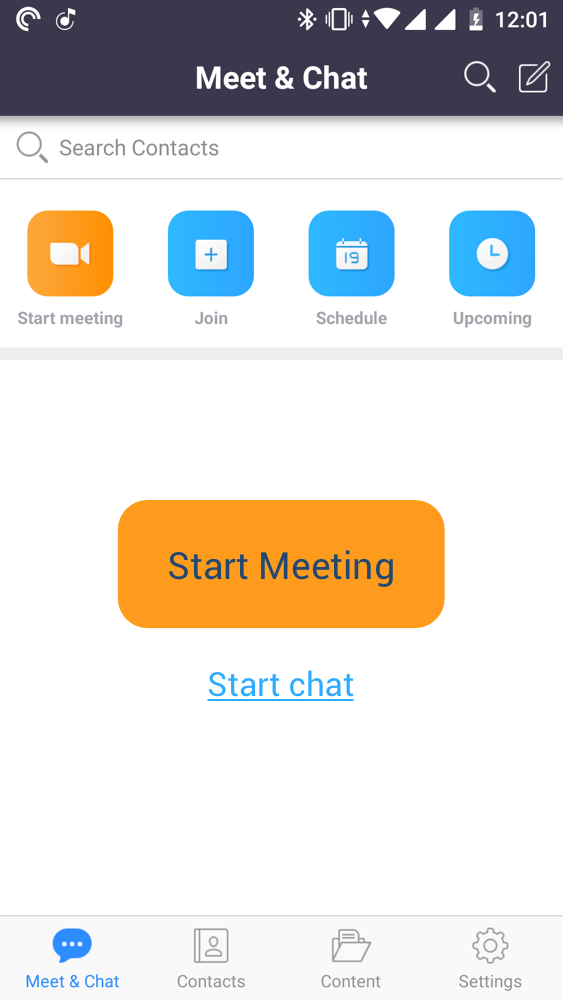 12:01
Meet & Chat
Search Contacts
Start meeting
Join
19
Schedule
Upcoming
Start Meeting
Start chat
Meet & Chat
Contacts
Content
Settings